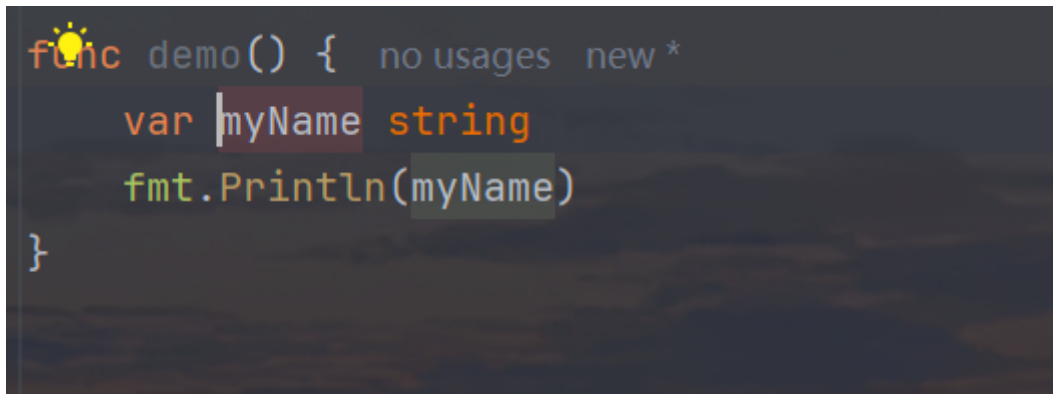 func demo() { no usages new *
var myName string
fmt.Println(myName)
}